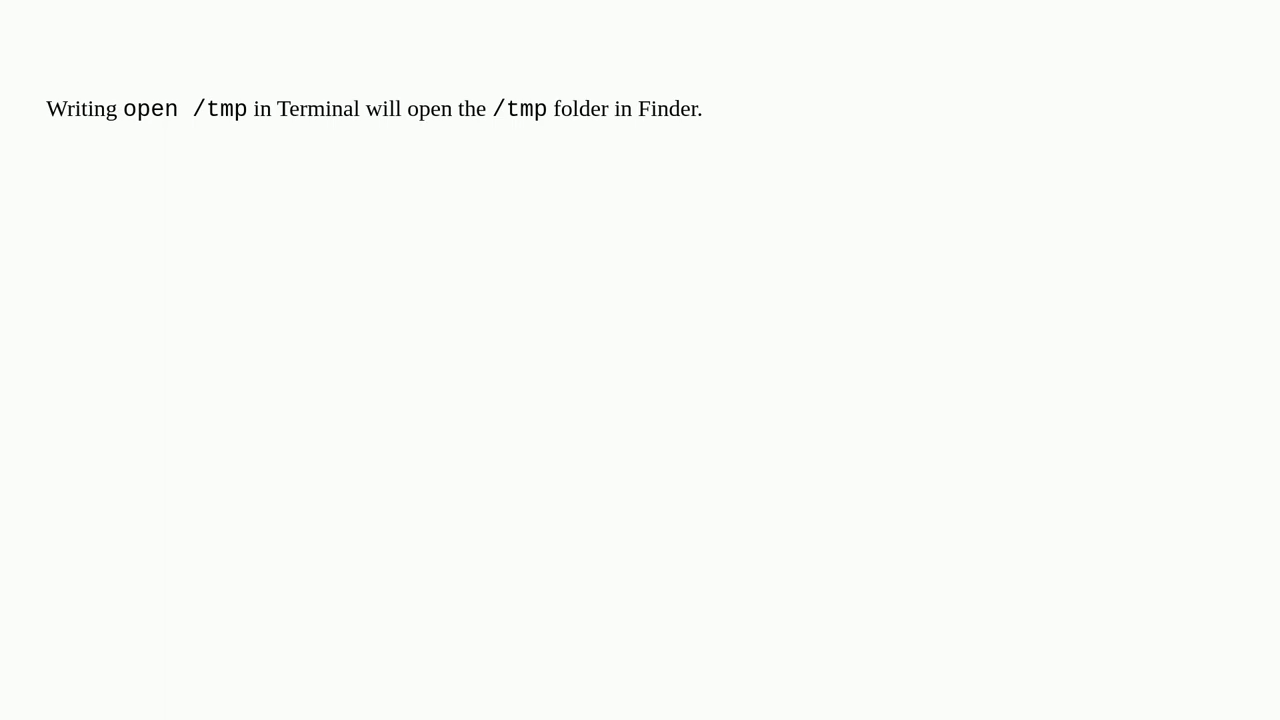 Writing open /tmp in Terminal will open the /tmp folder in Finder.